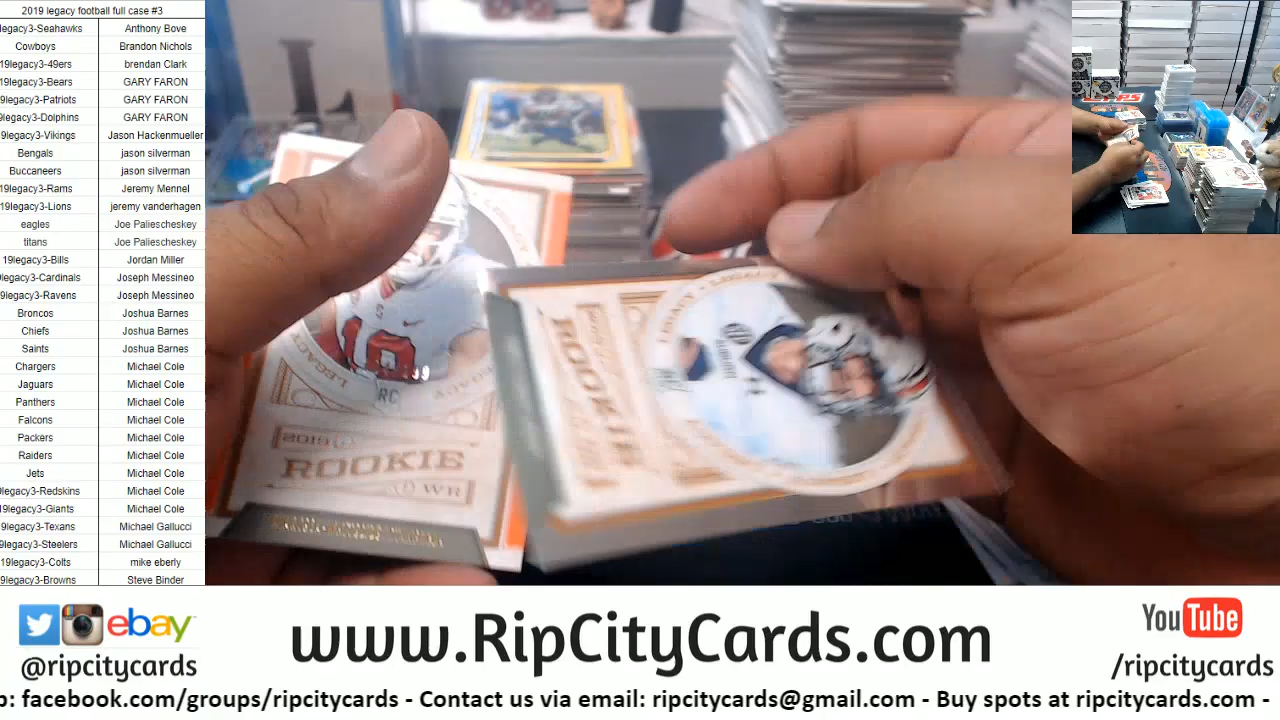 2019 legacy football full case #3
legacy3-Seahawks Anthony Bove
Cowboys Brandon Nichols
19legacy3-49ers brendan Clark
19legacy3-Bears GARY FARON
9legacy3-Patriots GARY FARON
9legacy3-Dolphins GARY FARON
9legacy3-Vikings Jason Hackenmueller
Bengals jason silverman
Buccaneers jason silverman
19legacy3-Rams Jeremy Mennel
19legacy3-Lions jeremy vanderhagen
eagles Joe Paliescheskey
titans Joe Paliescheskey
19legacy3-Bills Jordan Miller
9legacy3-Cardinals Joseph Messineo
9legacy3-Ravens Joseph Messineo
Broncos Joshua Barnes
Chiefs Joshua Barnes
Saints Joshua Barnes
Chargers Michael Cole
Jaguars Michael Cole
Panthers Michael Cole
Falcons Michael Cole
Packers Michael Cole
Raiders Michael Cole
Jets Michael Cole
9legacy3-Redskins Michael Cole
9legacy3-Giants Michael Cole
9legacy3-Texans Michael Gallucci
9legacy3-Steelers Michael Gallucci
19legacy3-Colts mike eberly
9legacy3-Browns Steve Binder
LEGACY
LEGACY
19
RC
2019
ROOKIE
WR
LEGACY
ROOKIE
ebay
@ripcitycards
www.RipCityCards.com
YouTube
/ripcitycards
p: facebook.com/groups/ripcitycards - Contact us via email: ripcitycards@gmail.com - Buy spots at ripcitycards.com -